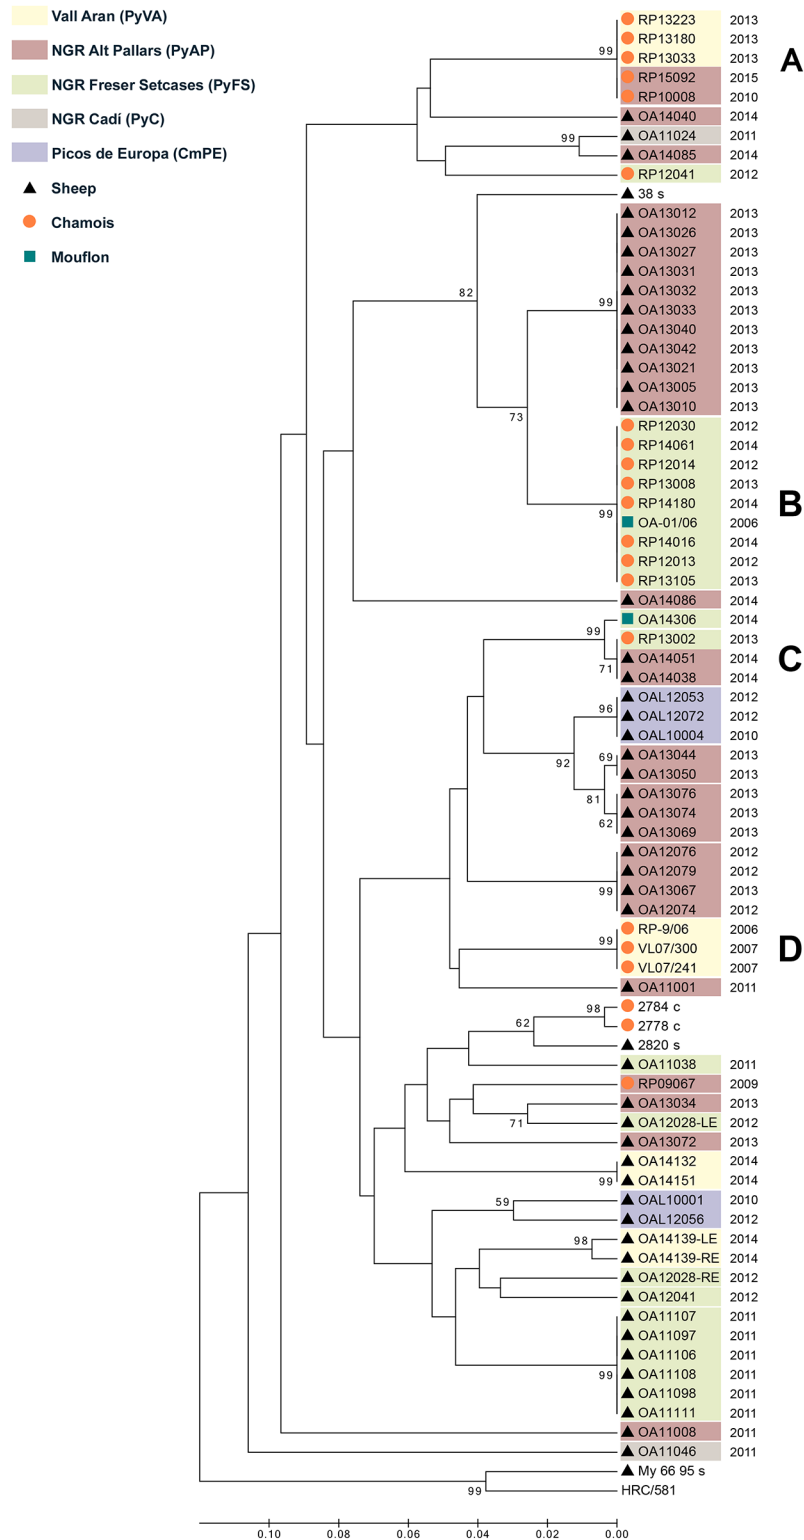 Vall Aran (PyVA)
NGR Alt Pallars (PyAP)
NGR Freser Setcases (PyFS)
NGR Cadí (PyC)
Picos de Europa (CmPE)
Sheep
Chamois
Mouflon
RP13223 2013
RP13180 2013
99
RP13033 2013
A
RP15092 2015
RP10008 2010
OA14040 2014
99
OA11024 2011
OA14085 2014
RP12041 2012
38 s
OA13012 2013
OA13026 2013
OA13027 2013
OA13031 2013
82
OA13032 2013
99
OA13033 2013
OA13040 2013
OA13042 2013
OA13021 2013
OA13005 2013
OA13010 2013
73
RP12030 2012
RP14061 2014
RP12014 2012
RP13008 2013
RP14180 2014
B
99
OA-01/06 2006
RP14016 2014
RP12013 2012
RP13105 2013
OA14086 2014
OA14306 2014
99
RP13002 2013
OA14051 2014
C
71
OA14038 2014
OAL12053 2012
96
OAL12072 2012
OAL10004 2010
OA13044 2013
69
92
OA13050 2013
OA13076 2013
81
OA13074 2013
62
OA13069 2013
OA12076 2012
OA12079 2012
99
OA13067 2013
OA12074 2012
RP-9/06 2006
99
VL07/300 2007
D
VL07/241 2007
OA11001 2011
98
2784 c
62
2778 c
2820 s
OA11038 2011
RP09067 2009
OA13034 2013
71
OA12028-LE 2012
OA13072 2013
OA14132 2014
99
OA14151 2014
59
OAL10001 2010
OAL12056 2012
98
OA14139-LE 2014
OA14139-RE 2014
OA12028-RE 2012
OA12041 2012
OA11107 2011
OA11097 2011
OA11106 2011
99
OA11108 2011
OA11098 2011
OA11111 2011
OA11008 2011
OA11046 2011
My 66 95 s
99
HRC/581
0.10 0.08 0.06 0.04 0.02 0.00